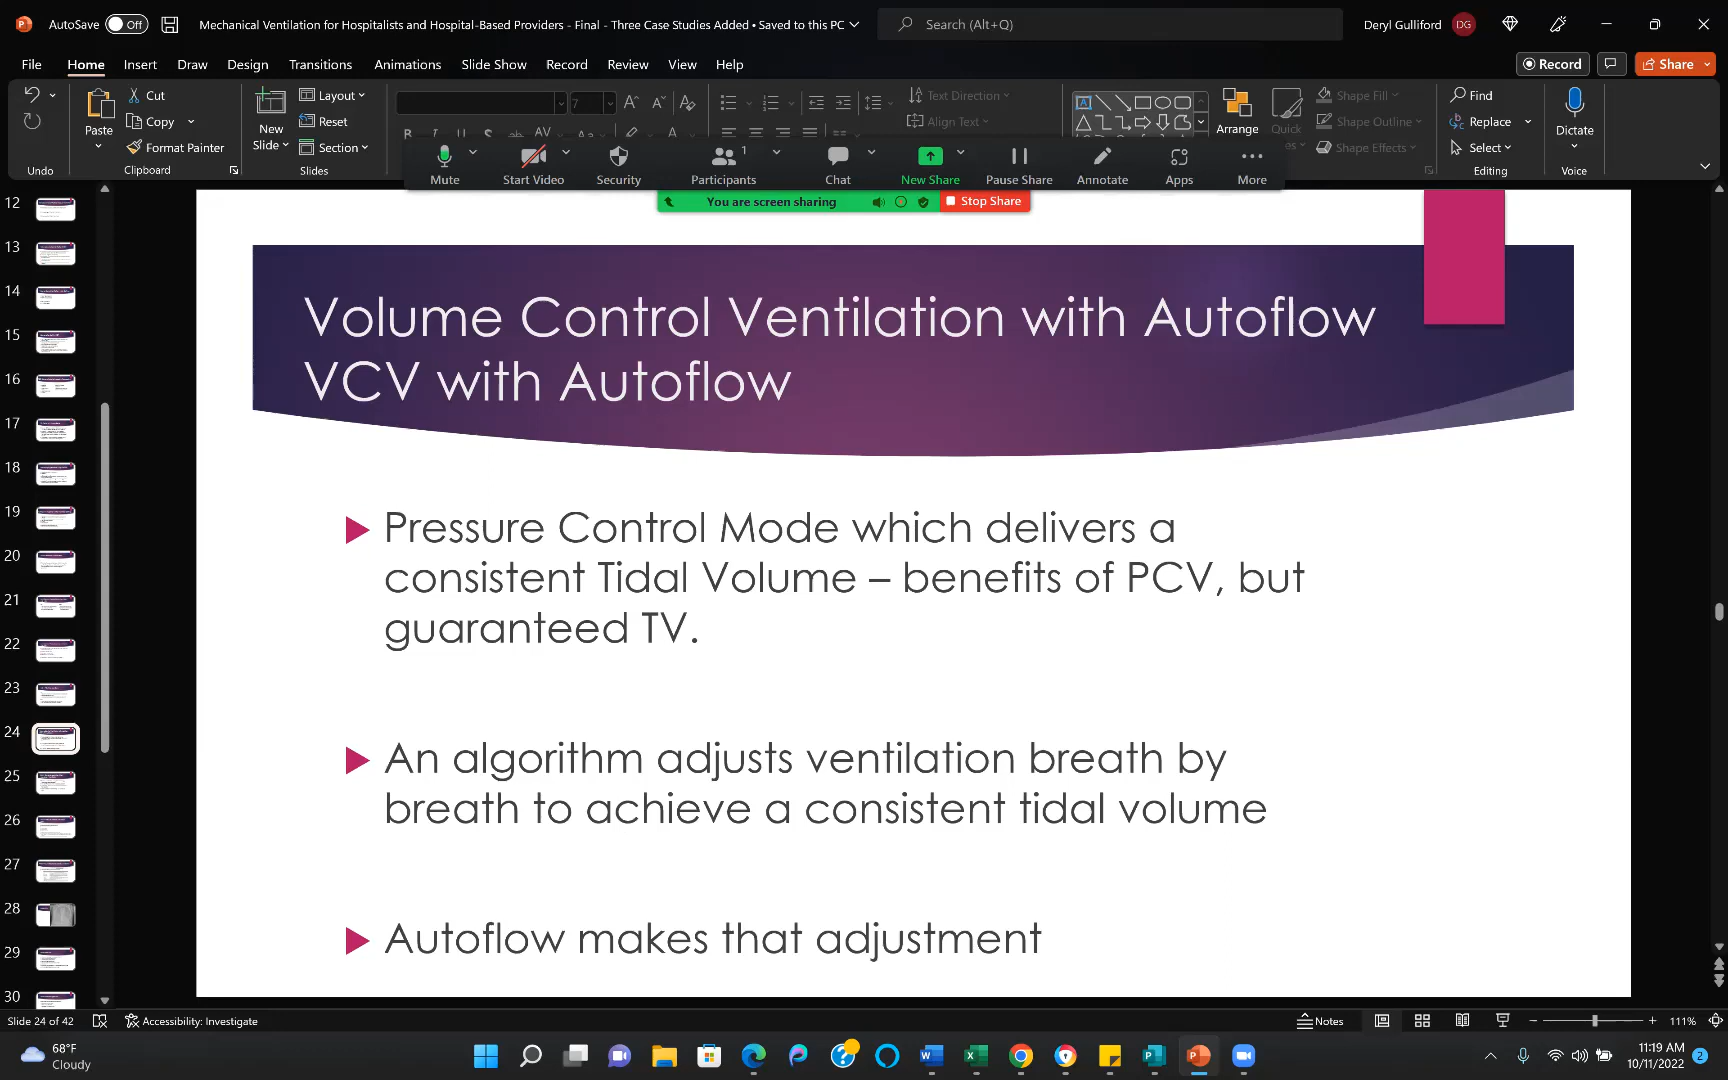 AutoSave Off Mechanical Ventilation for Hospitalists and Hospital-Based Providers - Final - Three Case Studies Added • Saved to this PC Search (Alt+Q) Deryl Gulliford DG
File Home Insert Draw Design Transitions Animations Slide Show Record Review View Help Record Share
Cut Layout 7 Text Direction Shape Fill Find
Paste Copy New Slide Reset Align Text Arrange Quick Shape Outline Replace Dictate
Format Painter Section Shape Effects Select
Undo Clipboard Slides Editing Voice
Mute Start Video Security Participants 1 Chat New Share Pause Share Annotate Apps More
You are screen sharing Stop Share
12
13
14
15
16
17
18
19
20
21
22
23
24
25
26
27
28
29
30
Volume Control Ventilation with Autoflow
VCV with Autoflow
Pressure Control Mode which delivers a
consistent Tidal Volume – benefits of PCV, but
guaranteed TV.
An algorithm adjusts ventilation breath by
breath to achieve a consistent tidal volume
Autoflow makes that adjustment
Slide 24 of 42 Accessibility: Investigate Notes 111%
68°F
Cloudy
11:19 AM
10/11/2022 2